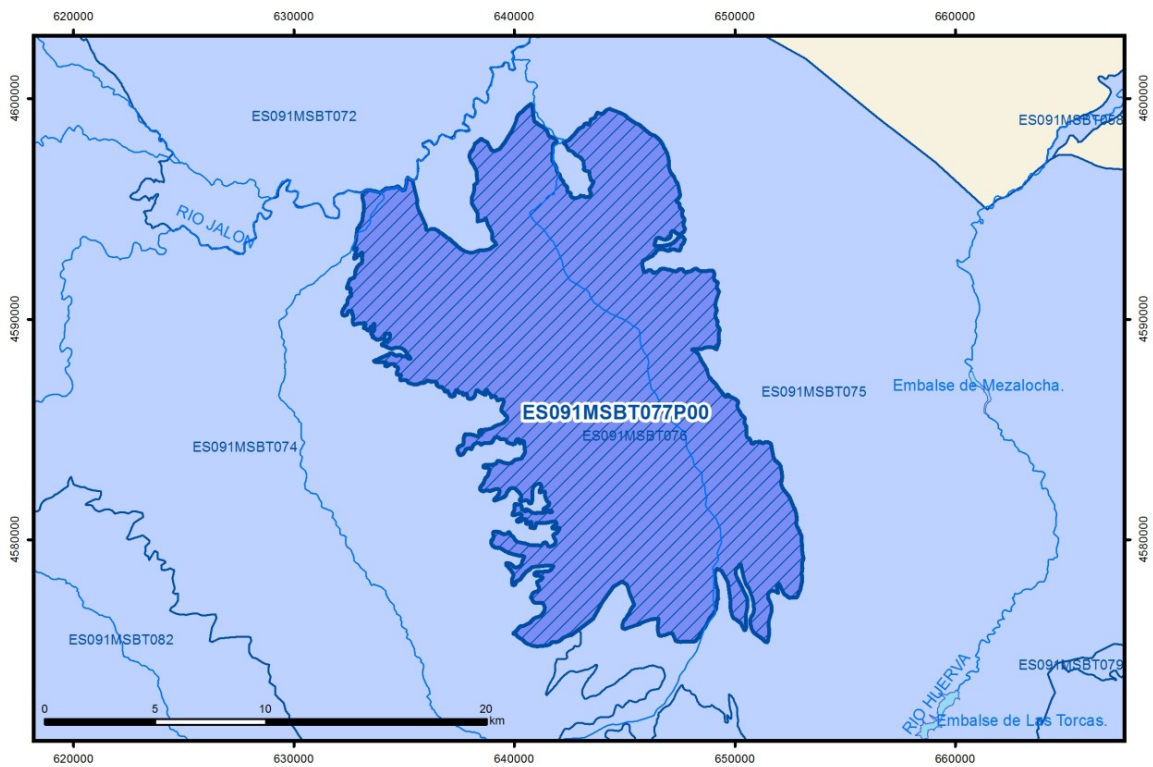 620000
630000
640000
650000
660000
4600000
4600000
ES091MSBT072
ES091MSBT058
RIO JALON
4590000
4590000
ES091MSBT075
Embalse de Mezalocha.
ES091MSBT077P00
ES091MSBT076
ES091MSBT074
4580000
4580000
ES091MSBT082
ES091MSBT079
RIO HUERVA
Embalse de Las Torcas.
0
5
10
20
km
620000
630000
640000
650000
660000